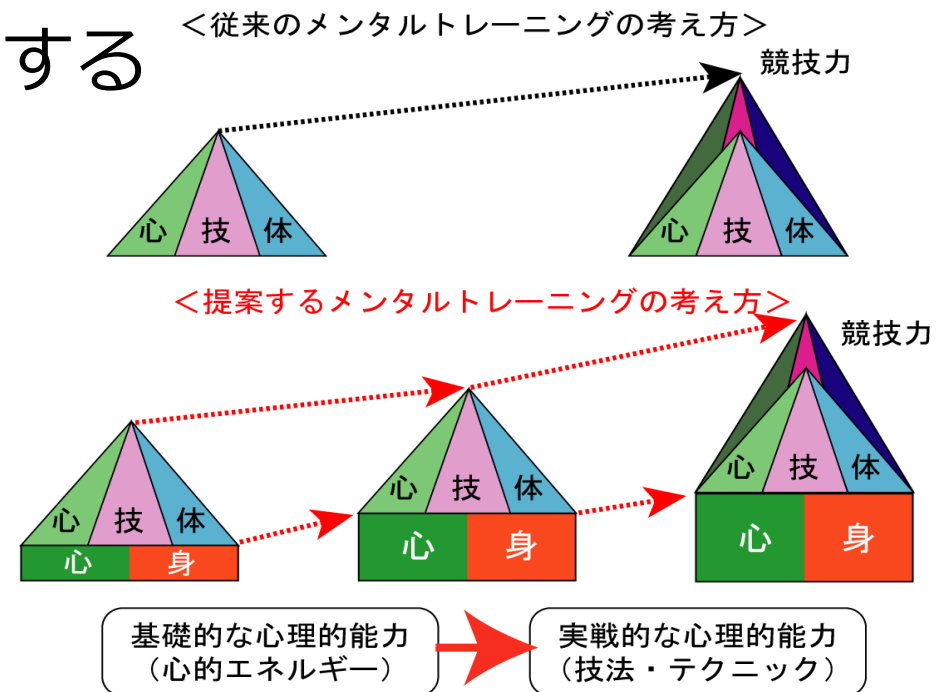 ＜従来のメンタルトレーニングの考え方＞
する
競技力
心 技 体
心 技 体
＜提案するメンタルトレーニングの考え方＞
競技力
心 技 体
心 身
心 技 体
心 身
心 技 体
心 身
基礎的な心理的能力
（心的エネルギー）
実戦的な心理的能力
（技法・テクニック）